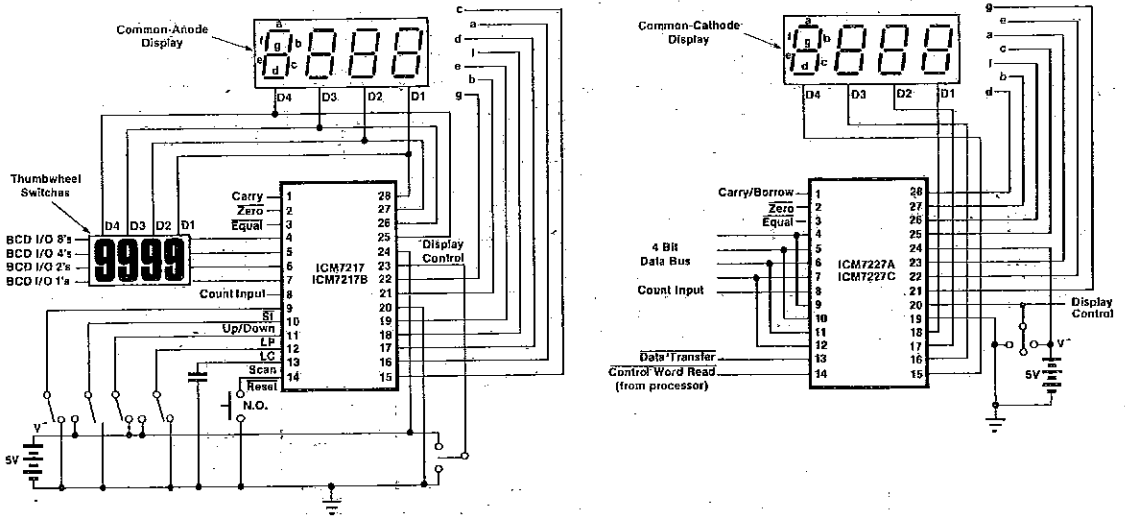 Common-Anode
Display
a
f
g
b
e
d
c
D4
D3
D2
D1
c
a
d
f
e
b
g
Thumbwheel
Switches
D4 D3 D2 D1
9999
BCD I/O 8's
BCD I/O 4's
BCD I/O 2's
BCD I/O 1's
Carry
Zero
Equal
Count Input
SI
Up/Down
LP
LC
Scan
Reset
N.O.
1
2
3
4
5
6
7
8
9
10
11
12
13
14
ICM7217
ICM7217B
28
27
26
25
24
23
22
21
20
19
18
17
16
15
Display
Control
V-
5V
Common-Cathode
Display
a
f
g
b
e
d
c
D4
D3
D2
D1
g
e
a
c
f
b
d
Carry/Borrow
Zero
Equal
4 Bit
Data Bus
Count Input
Data Transfer
Control Word Read
(from processor)
1
2
3
4
5
6
7
8
9
10
11
12
13
14
ICM7227A
ICM7227C
28
27
26
25
24
23
22
21
20
19
18
17
16
15
Display
Control
V-
5V